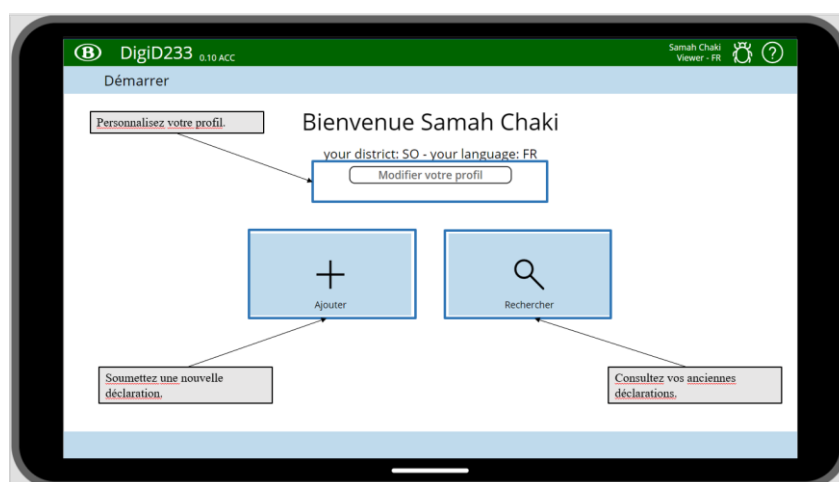 B DigiD233 0.10 ACC
Samah Chaki
Viewer - FR
?
Démarrer
Personnalisez votre profil.
Bienvenue Samah Chaki
your district: SO - your language: FR
Modifier votre profil
Ajouter
Rechercher
Soumettez une nouvelle
déclaration.
Consultez vos anciennes
déclarations.